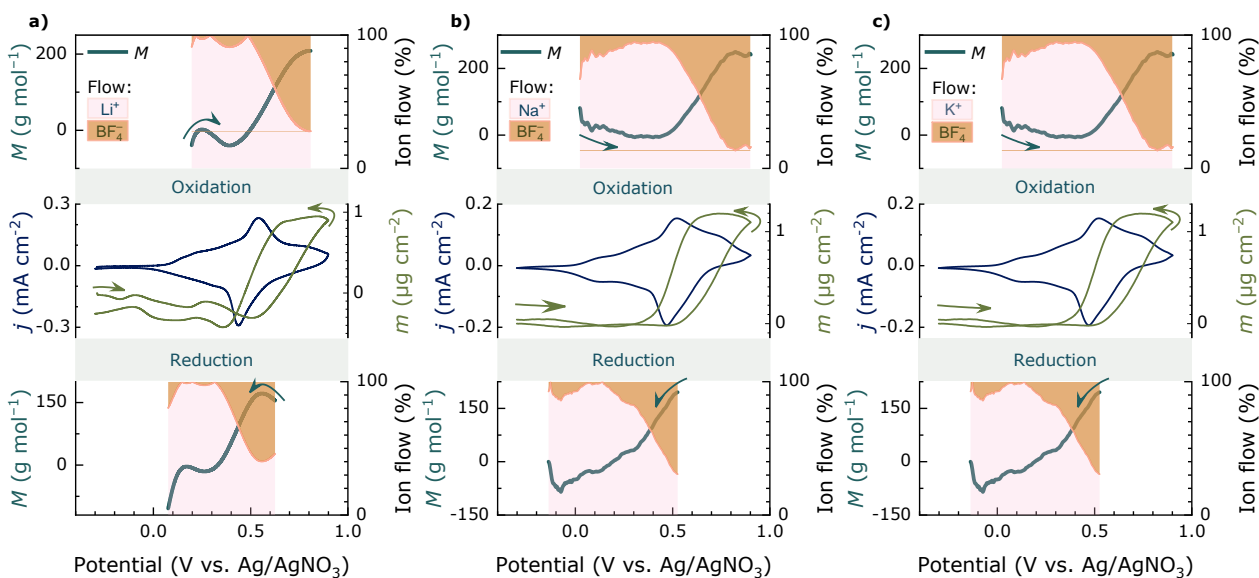 a)
M (g mol⁻¹)
200
0
M
Flow:
Li⁺
BF₄⁻
100
0
Ion flow (%)
Oxidation
j (mA cm⁻²)
0.3
0.0
-0.3
1
0
m (µg cm⁻²)
Reduction
M (g mol⁻¹)
150
0
100
0
Ion flow (%)
0.0 0.5 1.0
Potential (V vs. Ag/AgNO₃)
b)
M (g mol⁻¹)
200
0
M
Flow:
Na⁺
BF₄⁻
100
0
Ion flow (%)
Oxidation
j (mA cm⁻²)
0.2
0.0
-0.2
1
0
m (µg cm⁻²)
Reduction
M (g mol⁻¹)
150
0
-150
100
0
Ion flow (%)
0.0 0.5 1.0
Potential (V vs. Ag/AgNO₃)
c)
M (g mol⁻¹)
200
0
M
Flow:
K⁺
BF₄⁻
100
0
Ion flow (%)
Oxidation
j (mA cm⁻²)
0.2
0.0
-0.2
1
0
m (µg cm⁻²)
Reduction
M (g mol⁻¹)
150
0
-150
100
0
Ion flow (%)
0.0 0.5 1.0
Potential (V vs. Ag/AgNO₃)